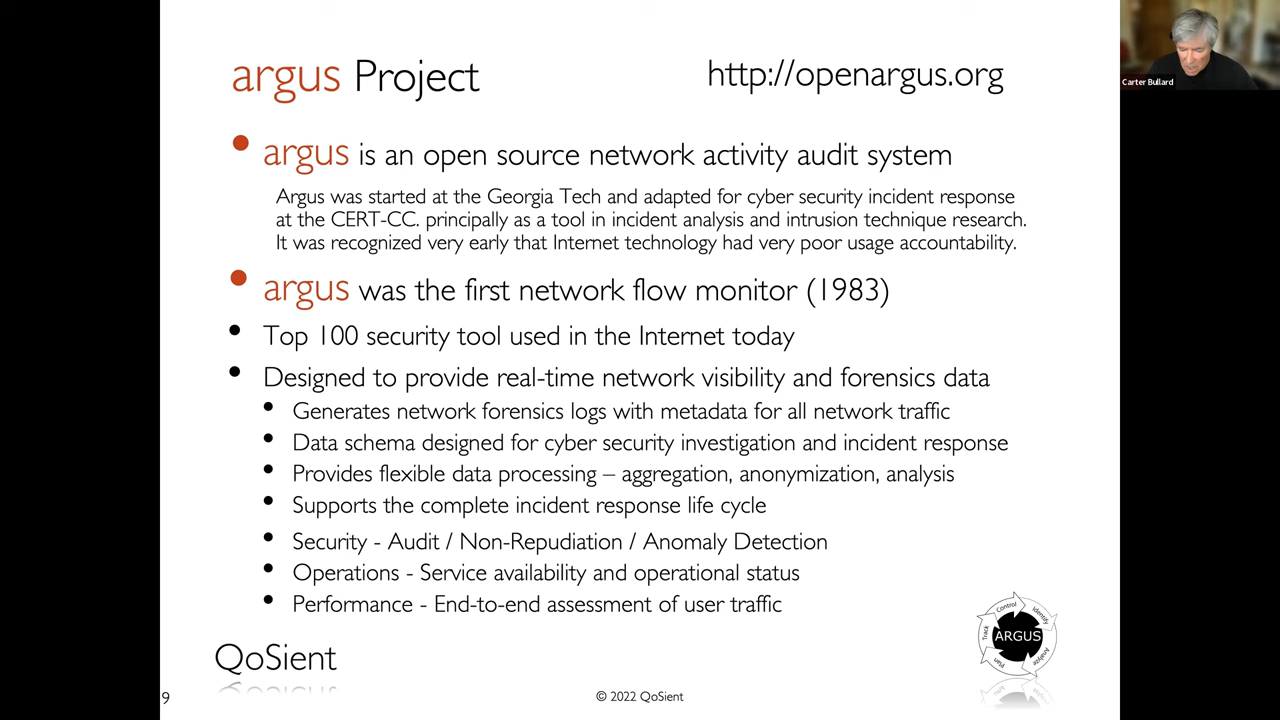 argus Project
http://openargus.org
Carter Bullard
• argus is an open source network activity audit system
Argus was started at the Georgia Tech and adapted for cyber security incident response
at the CERT-CC. principally as a tool in incident analysis and intrusion technique research.
It was recognized very early that Internet technology had very poor usage accountability.
• argus was the first network flow monitor (1983)
• Top 100 security tool used in the Internet today
• Designed to provide real-time network visibility and forensics data
• Generates network forensics logs with metadata for all network traffic
• Data schema designed for cyber security investigation and incident response
• Provides flexible data processing – aggregation, anonymization, analysis
• Supports the complete incident response life cycle
• Security - Audit / Non-Repudiation / Anomaly Detection
• Operations - Service availability and operational status
• Performance - End-to-end assessment of user traffic
Control
Identify
Analyze
Plan
Track
ARGUS
QoSient
9
© 2022 QoSient